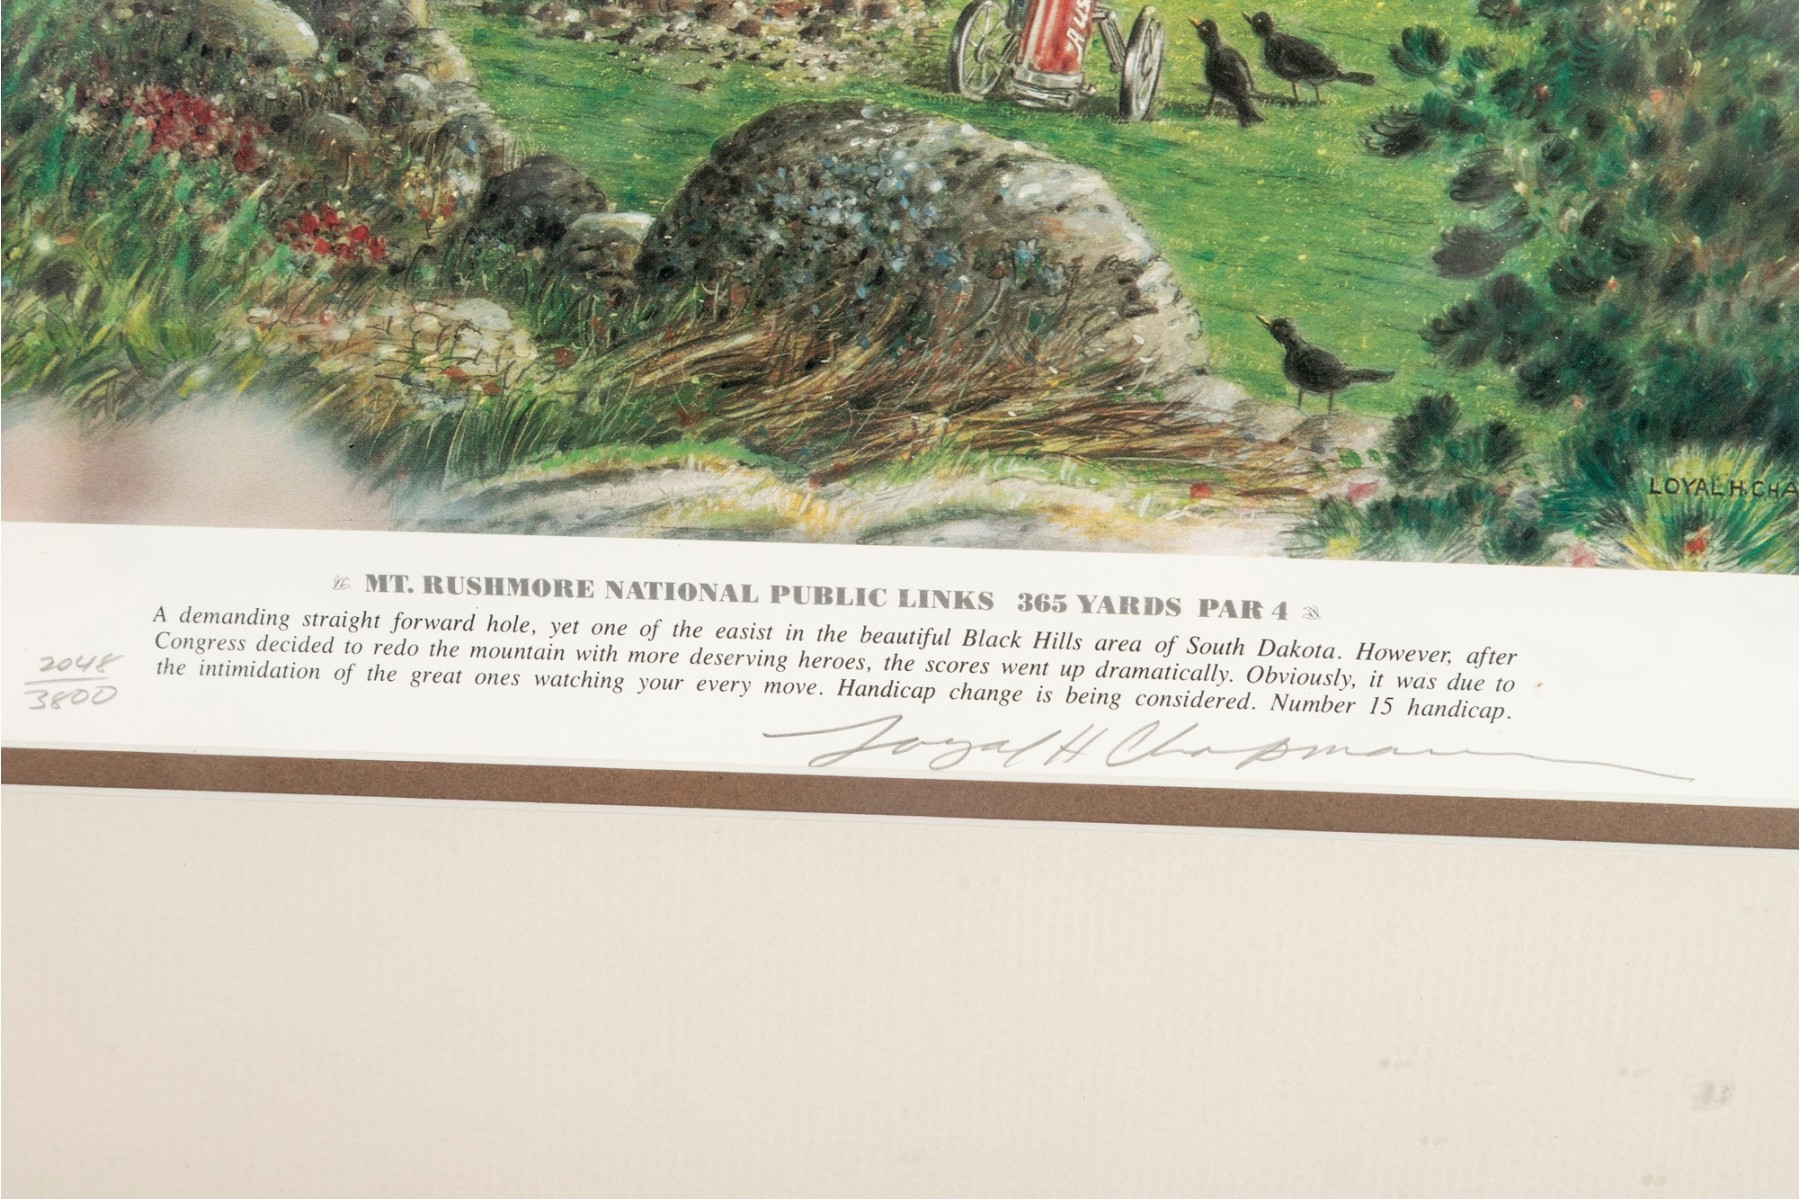 Aus
LOYAL H. CHA
MT. RUSHMORE NATIONAL PUBLIC LINKS 365 YARDS PAR 4
A demanding straight forward hole, yet one of the easist in the beautiful Black Hills area of South Dakota. However, after
Congress decided to redo the mountain with more deserving heroes, the scores went up dramatically. Obviously, it was due to
the intimidation of the great ones watching your every move. Handicap change is being considered. Number 15 handicap.
2048
3800
Loyal H Chapman